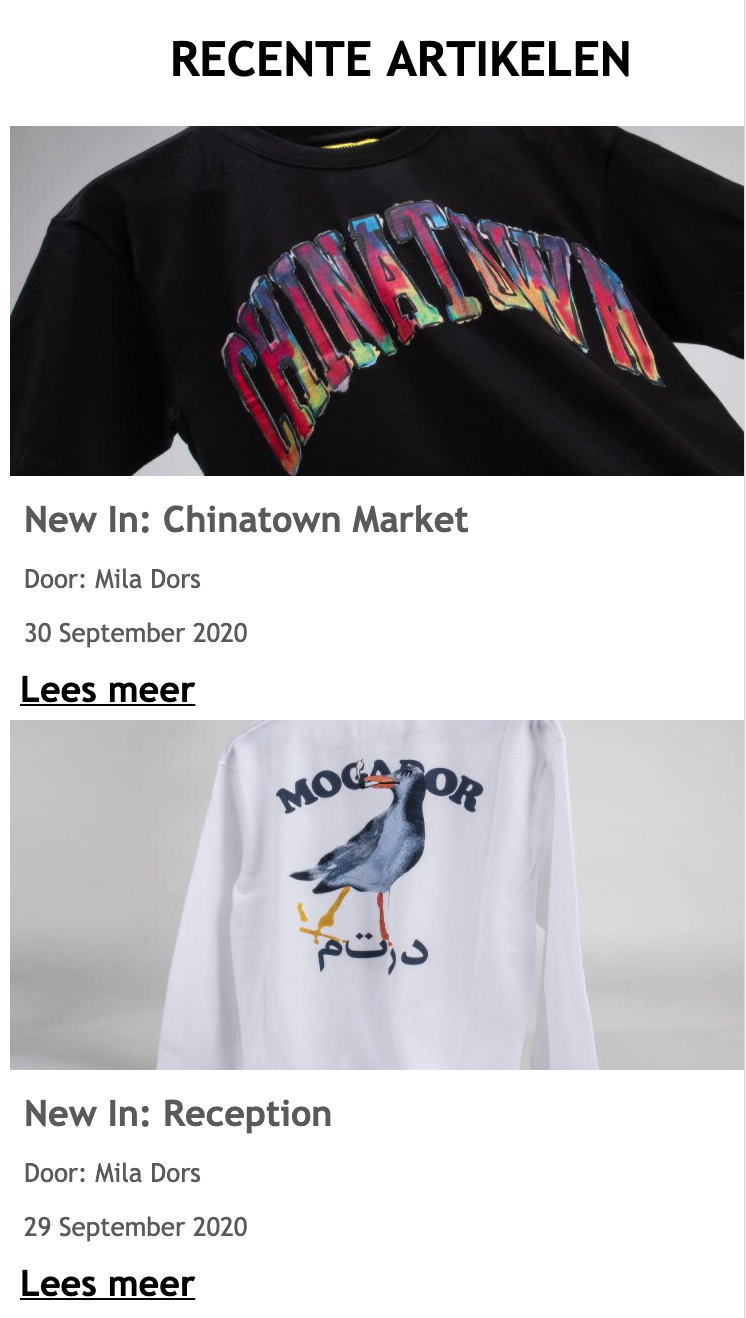 RECENTE ARTIKELEN
CHINATOWN
New In: Chinatown Market
Door: Mila Dors
30 September 2020
Lees meer
MOGADOR
درتم
New In: Reception
Door: Mila Dors
29 September 2020
Lees meer